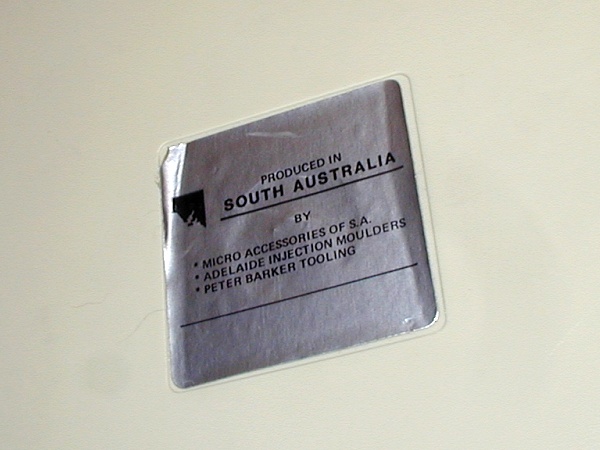 PRODUCED IN
SOUTH AUSTRALIA
BY
* MICRO ACCESSORIES OF S.A.
* ADELAIDE INJECTION MOULDERS
* PETER BARKER TOOLING